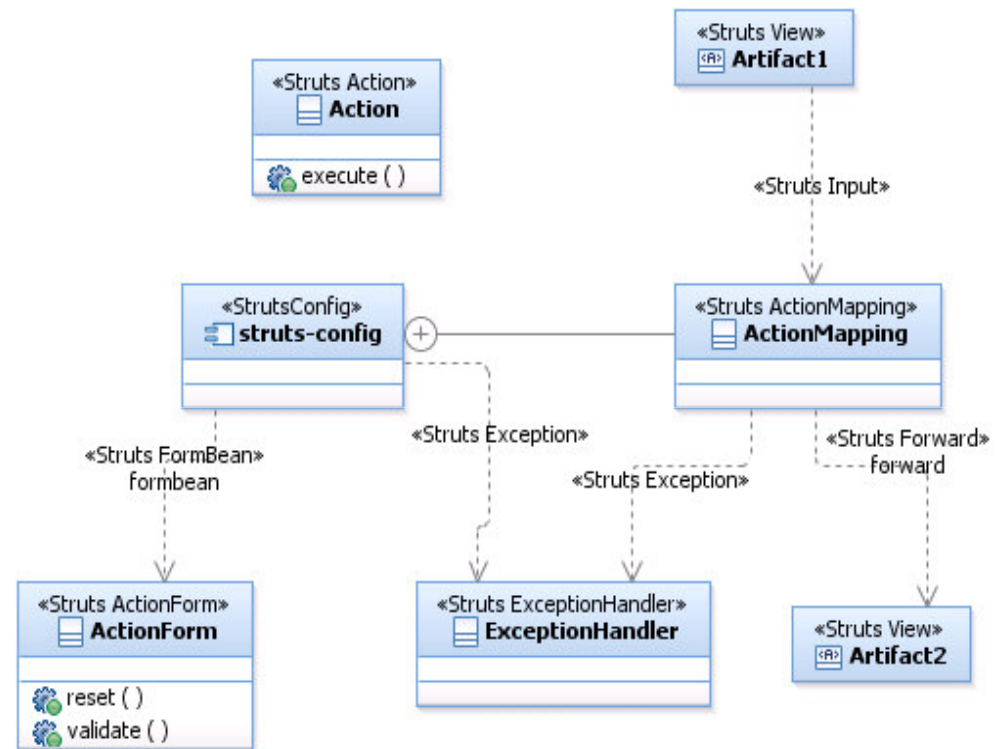 «Struts View»
Artifact1
«Struts Action»
Action
execute ( )
«Struts Input»
«StrutsConfig»
struts-config
«Struts ActionMapping»
ActionMapping
«Struts FormBean»
formbean
«Struts Exception»
«Struts Exception»
«Struts Forward»
forward
«Struts ActionForm»
ActionForm
reset ( )
validate ( )
«Struts ExceptionHandler»
ExceptionHandler
«Struts View»
Artifact2